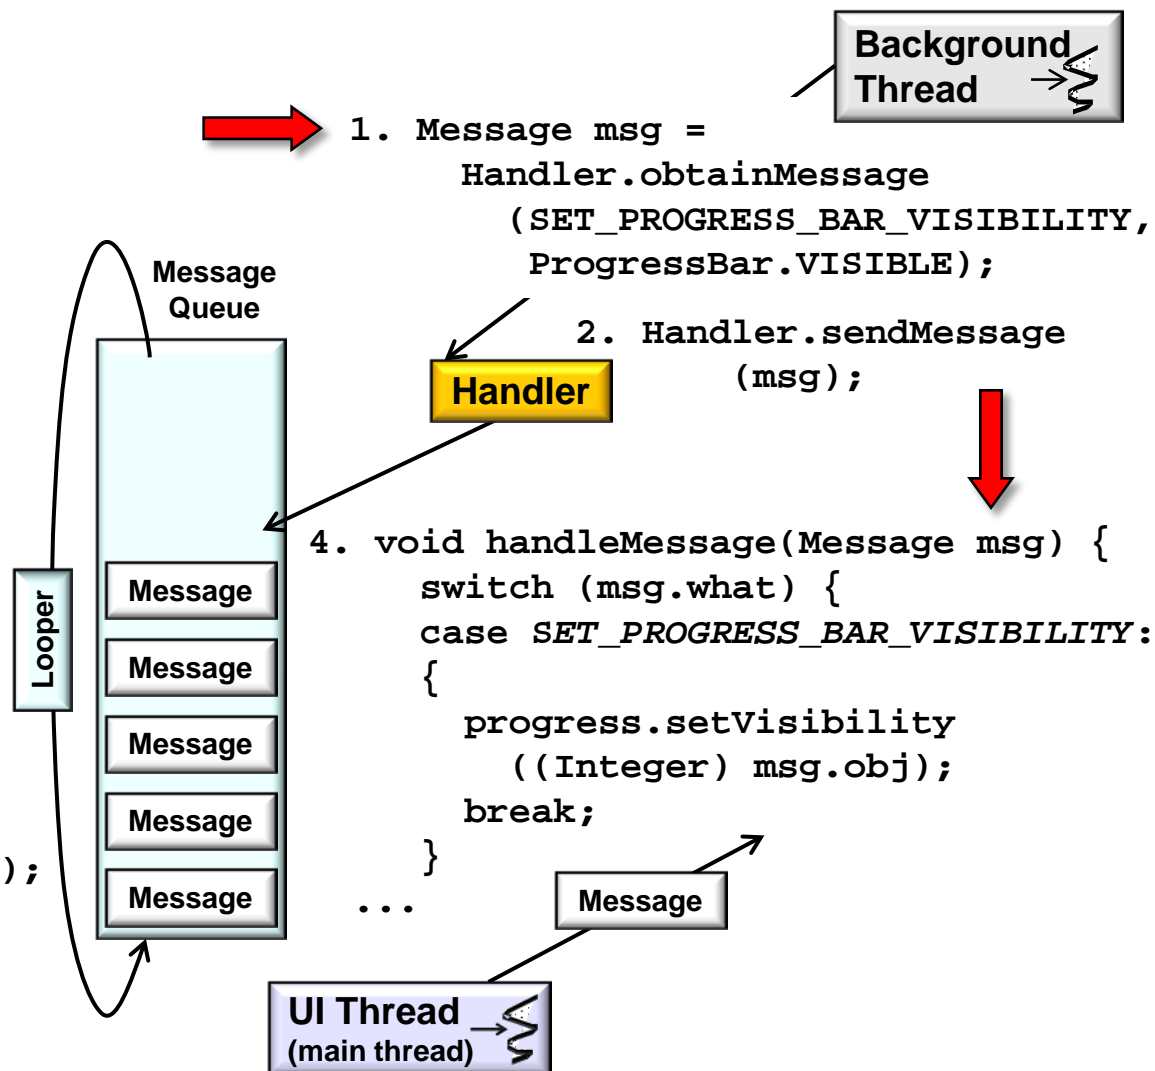 Background
Thread
1. Message msg =
Handler.obtainMessage
(SET_PROGRESS_BAR_VISIBILITY,
ProgressBar.VISIBLE);
Message
Queue
2. Handler.sendMessage
(msg);
Handler
4. void handleMessage(Message msg) {
switch (msg.what) {
case SET_PROGRESS_BAR_VISIBILITY:
{
progress.setVisibility
((Integer) msg.obj);
break;
}
...
Looper
Message
Message
Message
Message
Message
);
Message
UI Thread
(main thread)